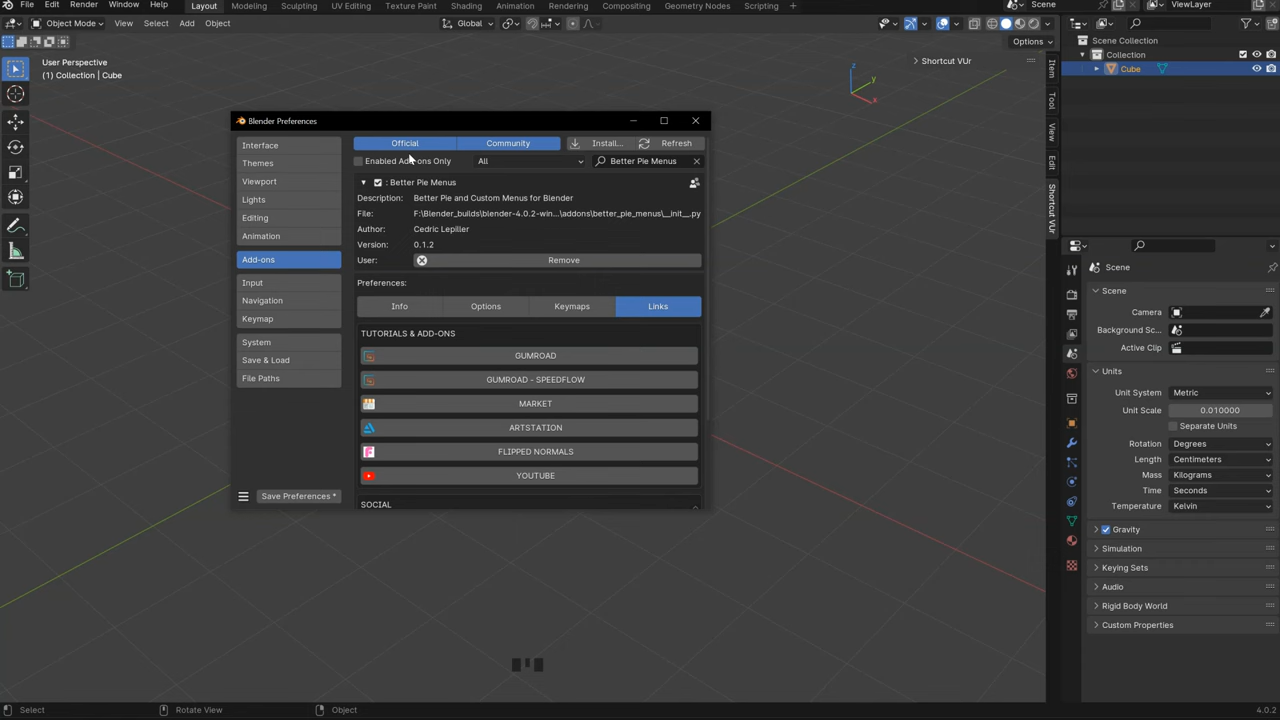 File Edit Render Window Help Layout Modeling Sculpting UV Editing Texture Paint Shading Animation Rendering Compositing Geometry Nodes Scripting + Scene ViewLayer
Object Mode View Select Add Object Global
Options
User Perspective
(1) Collection | Cube
Shortcut VUr
z
y
x
Item
Tool
View
Edit
Shortcut VUr
Scene Collection
Collection
Cube
Blender Preferences
Interface
Themes
Viewport
Lights
Editing
Animation
Add-ons
Input
Navigation
Keymap
System
Save & Load
File Paths
Save Preferences *
Official Community Install... Refresh
Enabled Add-ons Only All Better Pie Menus
: Better Pie Menus
Description: Better Pie and Custom Menus for Blender
File: F:\Blender_builds\blender-4.0.2-win...\addons\better_pie_menus\__init__.py
Author: Cedric Lepiller
Version: 0.1.2
User: Remove
Preferences:
Info Options Keymaps Links
TUTORIALS & ADD-ONS
GUMROAD
GUMROAD - SPEEDFLOW
MARKET
ARTSTATION
FLIPPED NORMALS
YOUTUBE
SOCIAL
Scene
Scene
Camera
Background Sc...
Active Clip
Units
Unit System Metric
Unit Scale 0.010000
Separate Units
Rotation Degrees
Length Centimeters
Mass Kilograms
Time Seconds
Temperature Kelvin
Gravity
Simulation
Keying Sets
Audio
Rigid Body World
Custom Properties
Select Rotate View Object 4.0.2